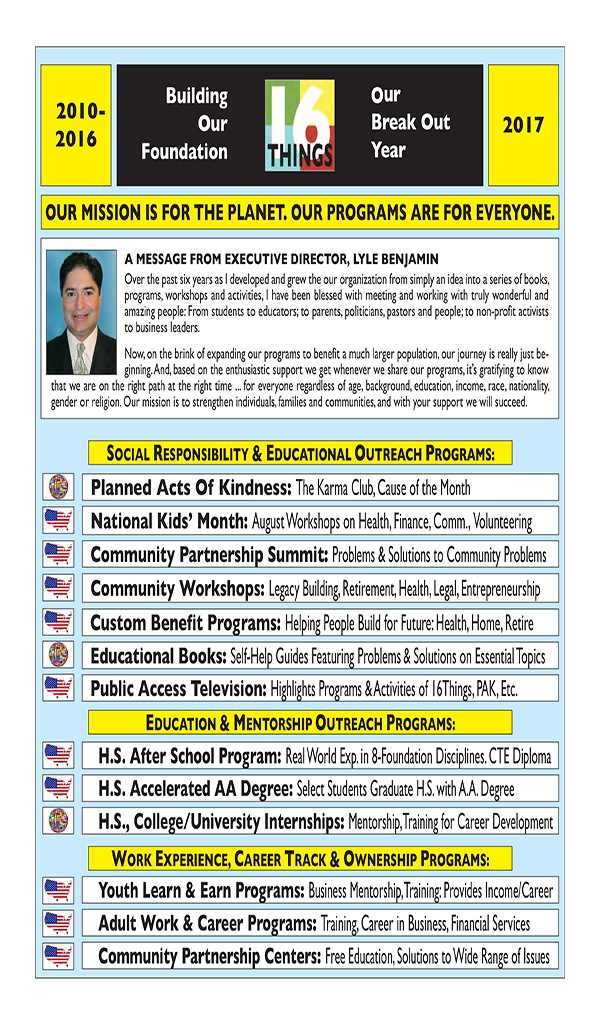 2010-
2016
Building
Our
Foundation
16
THINGS
Our
Break Out
Year
2017
OUR MISSION IS FOR THE PLANET. OUR PROGRAMS ARE FOR EVERYONE.
A MESSAGE FROM EXECUTIVE DIRECTOR, LYLE BENJAMIN
Over the past six years as I developed and grew the our organization from simply an idea into a series of books,
programs, workshops and activities, I have been blessed with meeting and working with truly wonderful and
amazing people: From students to educators; to parents, politicians, pastors and people; to non-profit activists
to business leaders.
Now, on the brink of expanding our programs to benefit a much larger population, our journey is really just be-
ginning. And, based on the enthusiastic support we get whenever we share our programs, it's gratifying to know
that we are on the right path at the right time ... for everyone regardless of age, background, education, income, race, nationality,
gender or religion. Our mission is to strengthen individuals, families and communities, and with your support we will succeed.
SOCIAL RESPONSIBILITY & EDUCATIONAL OUTREACH PROGRAMS:
Planned Acts Of Kindness: The Karma Club, Cause of the Month
National Kids' Month: August Workshops on Health, Finance, Comm., Volunteering
Community Partnership Summit: Problems & Solutions to Community Problems
Community Workshops: Legacy Building, Retirement, Health, Legal, Entrepreneurship
Custom Benefit Programs: Helping People Build for Future: Health, Home, Retire
Educational Books: Self-Help Guides Featuring Problems & Solutions on Essential Topics
Public Access Television: Highlights Programs & Activities of 16Things, PAK, Etc.
EDUCATION & MENTORSHIP OUTREACH PROGRAMS:
H.S. After School Program: Real World Exp. in 8-Foundation Disciplines. CTE Diploma
H.S. Accelerated AA Degree: Select Students Graduate H.S. with A.A. Degree
H.S., College/University Internships: Mentorship, Training for Career Development
WORK EXPERIENCE, CAREER TRACK & OWNERSHIP PROGRAMS:
Youth Learn & Earn Programs: Business Mentorship, Training: Provides Income/Career
Adult Work & Career Programs: Training, Career in Business, Financial Services
Community Partnership Centers: Free Education, Solutions to Wide Range of Issues